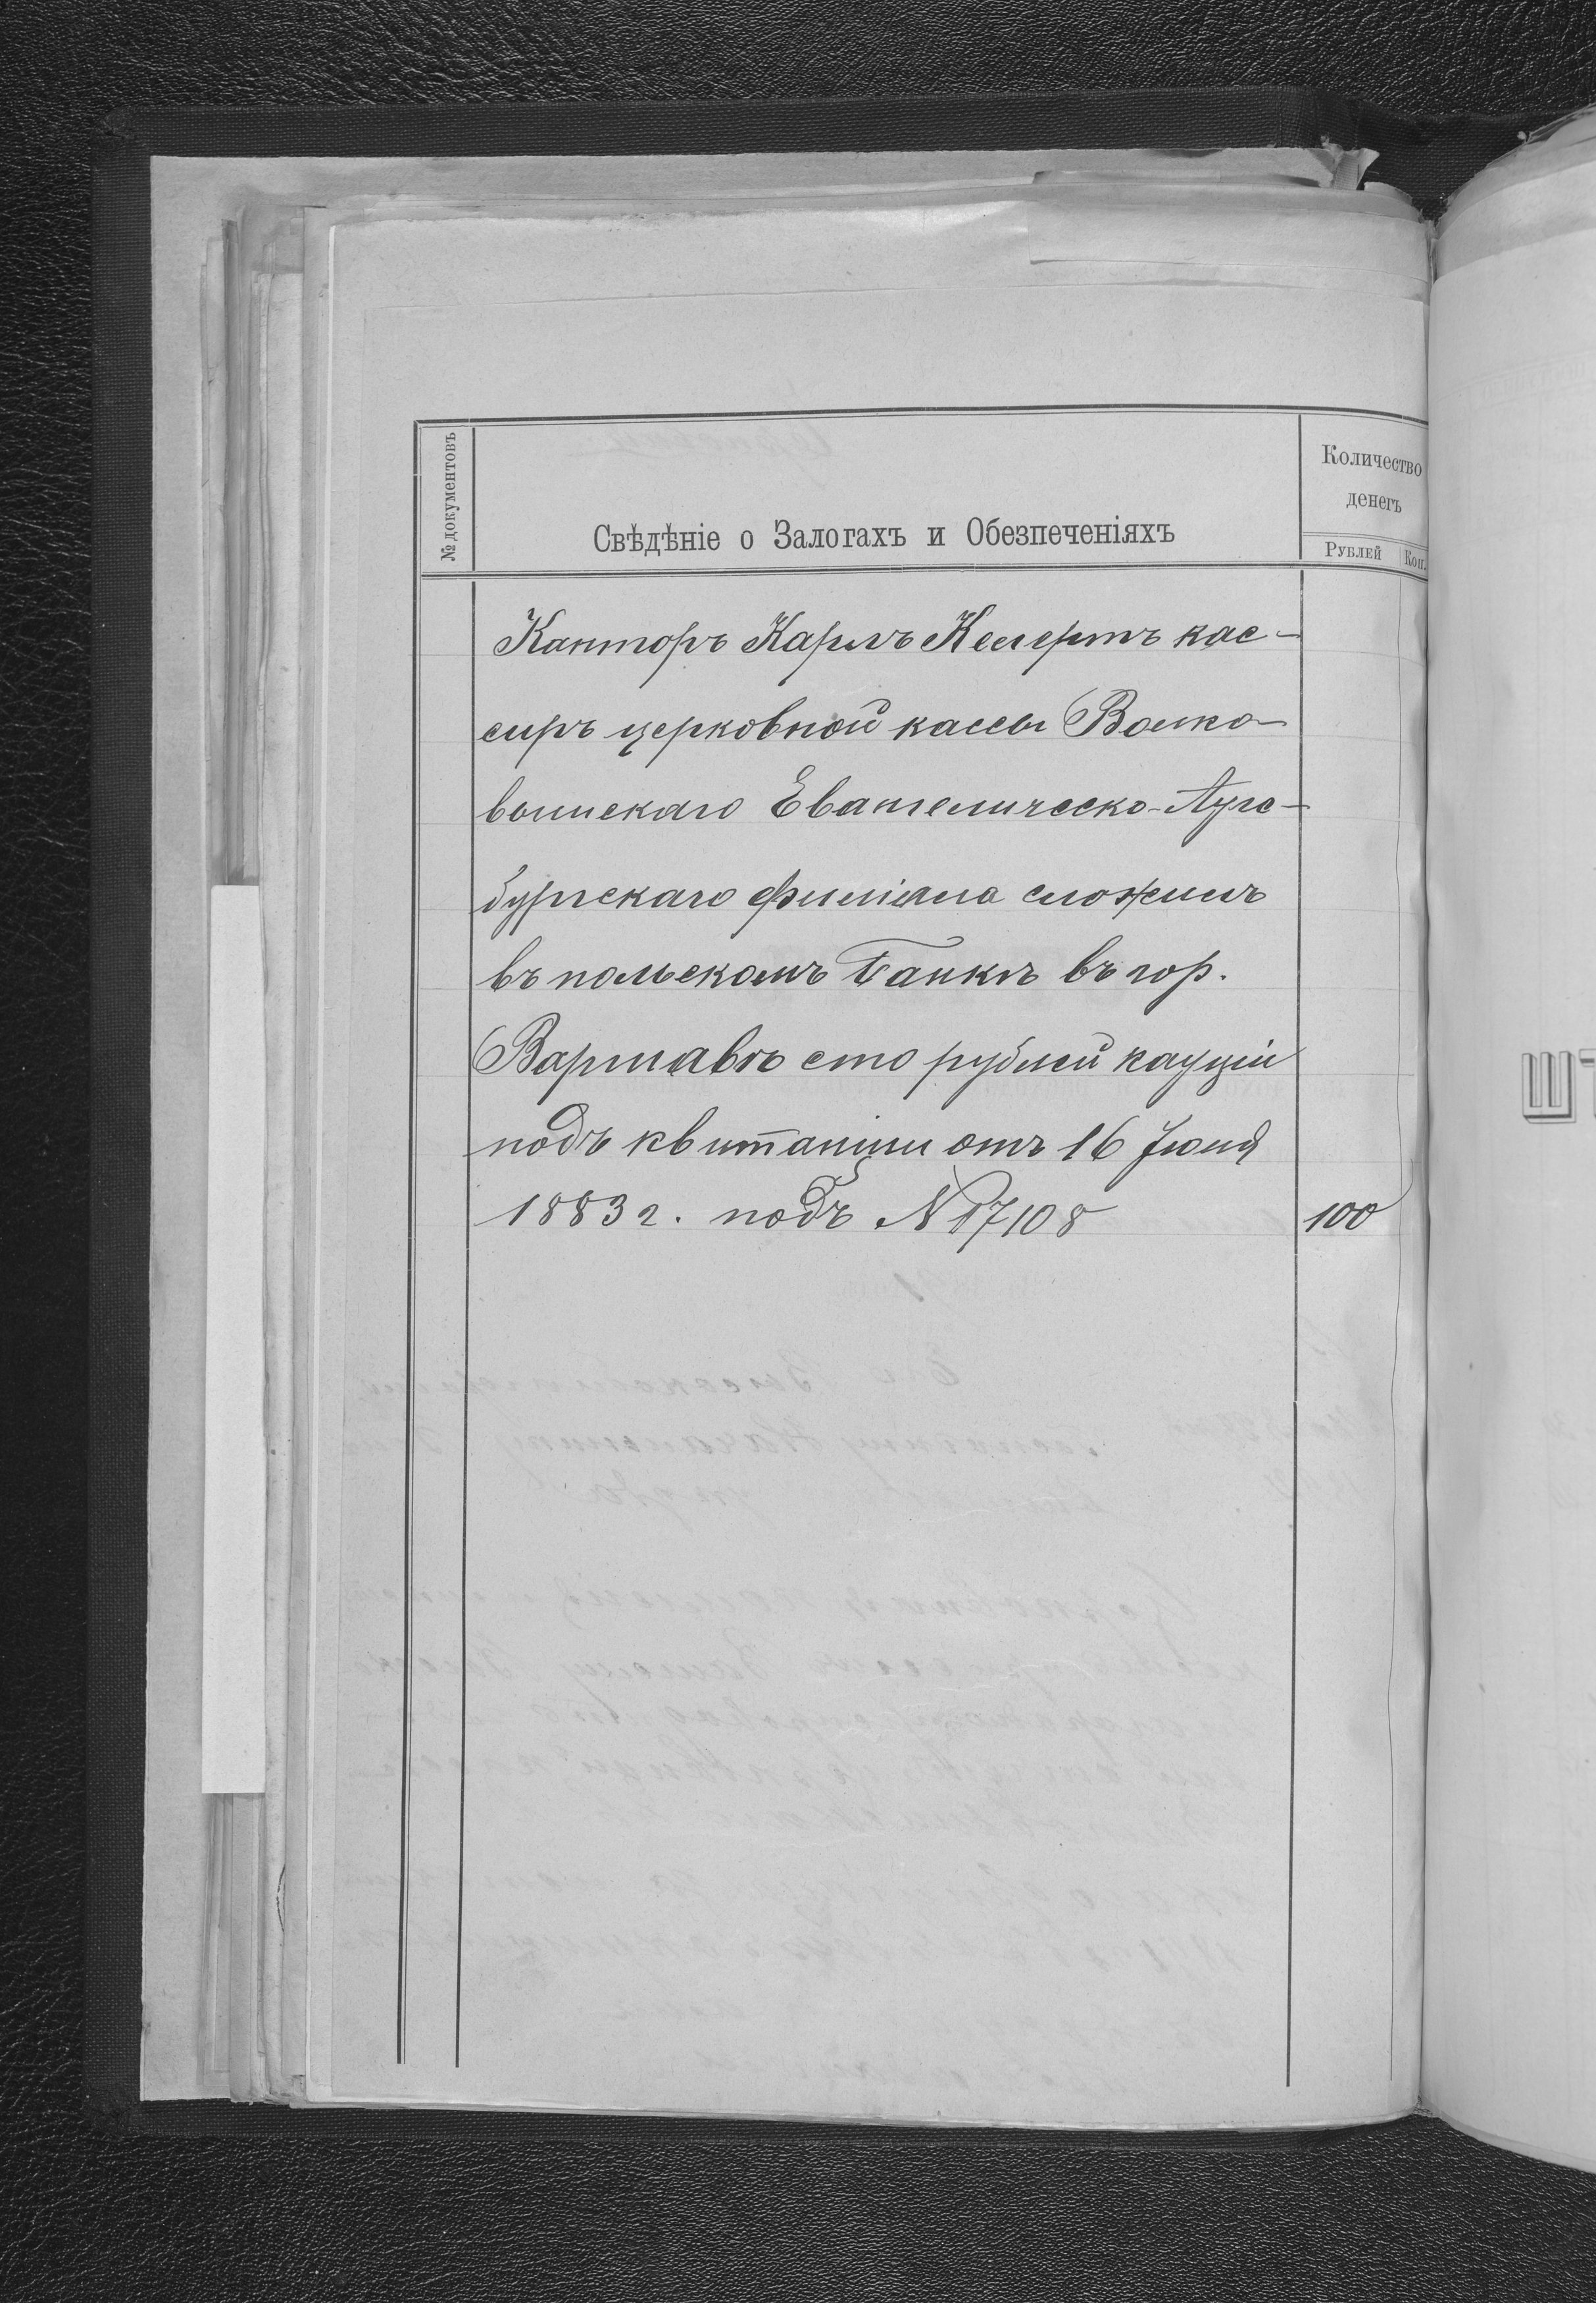 № документовъ
Свѣдѣніе о Залогахъ и Обезпеченіяхъ
Количество
денегъ
Рублей Коп.
Канторъ Карлъ кас-
сиръ церковной кассы Волко-
вышскаго Евангелическо-Аугс-
бургскаго филіала сложилъ
въ польскомъ Банкѣ въ гор.
Варшавѣ сто рублей кауціи
подъ квитанціи отъ 16 Іюня
1883 г. подъ № 17108
100
ШТ